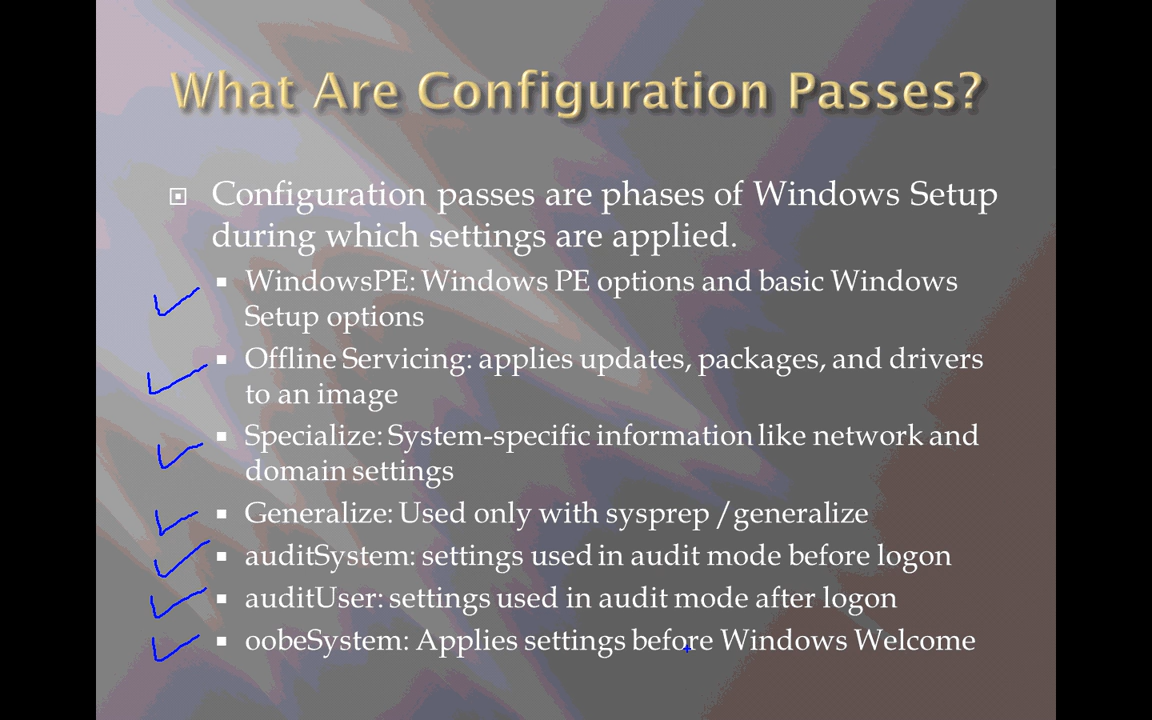 What Are Configuration Passes?
Configuration passes are phases of Windows Setup
during which settings are applied.
WindowsPE: Windows PE options and basic Windows
Setup options
Offline Servicing: applies updates, packages, and drivers
to an image
Specialize: System-specific information like network and
domain settings
Generalize: Used only with sysprep /generalize
auditSystem: settings used in audit mode before logon
auditUser: settings used in audit mode after logon
oobeSystem: Applies settings before Windows Welcome